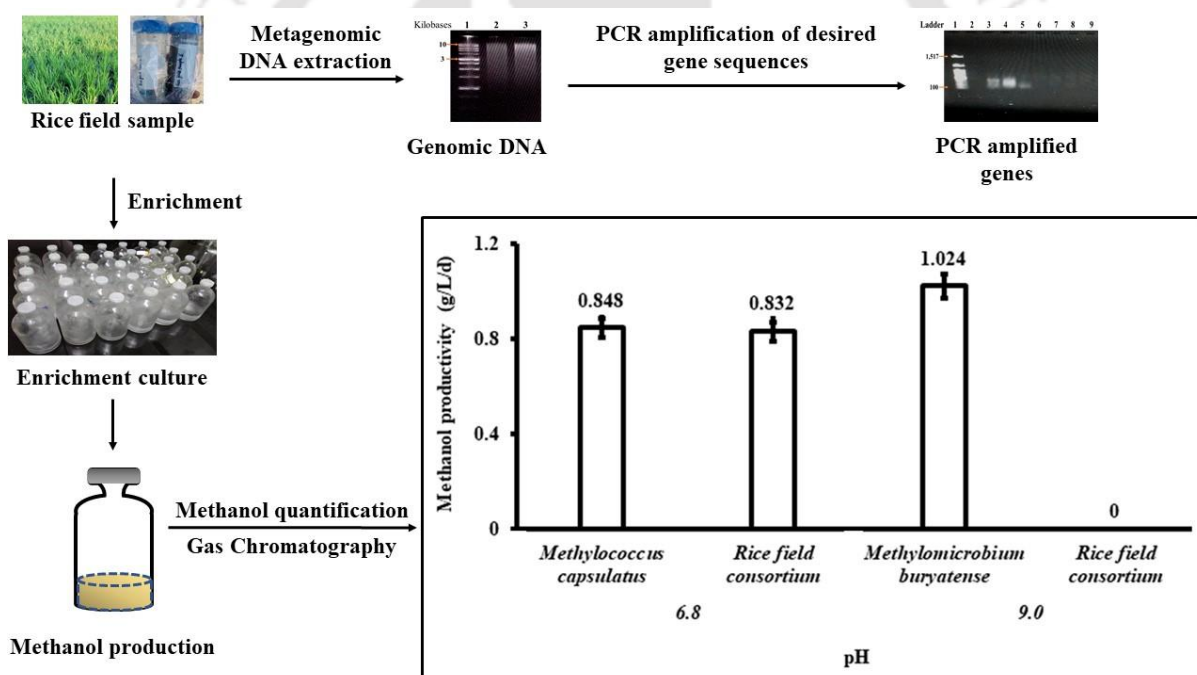 Metagenomic
DNA extraction
Kilobases 1 2 3
10
3
PCR amplification of desired
gene sequences
Ladder 1 2 3 4 5 6 7 8 9
1,517
100
Rice field sample
Genomic DNA
PCR amplified
genes
Enrichment
Enrichment culture
Methanol production
Methanol quantification
Gas Chromatography
Methanol productivity (g/L/d)
1.2
0.8
0.4
0
0.848
0.832
1.024
0
Methylococcus
capsulatus
Rice field
consortium
Methylomicrobium
buryatense
Rice field
consortium
6.8
9.0
pH